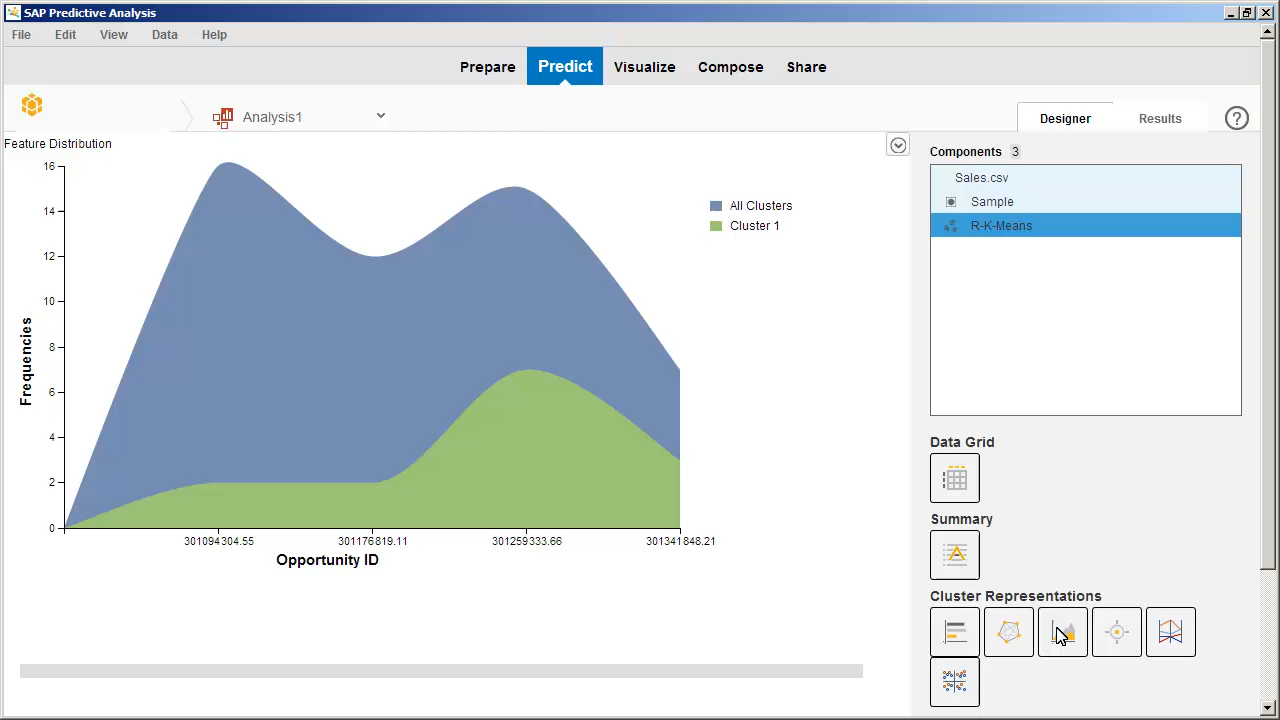 SAP Predictive Analysis
File Edit View Data Help
Prepare Predict Visualize Compose Share
Analysis1
Designer Results ?
Feature Distribution
Components 3
Sales.csv
Sample
R-K-Means
All Clusters
Cluster 1
Frequencies
16
14
12
10
8
6
4
2
0
301094304.55 301176819.11 301259333.66 301341848.21
Opportunity ID
Data Grid
Summary
Cluster Representations